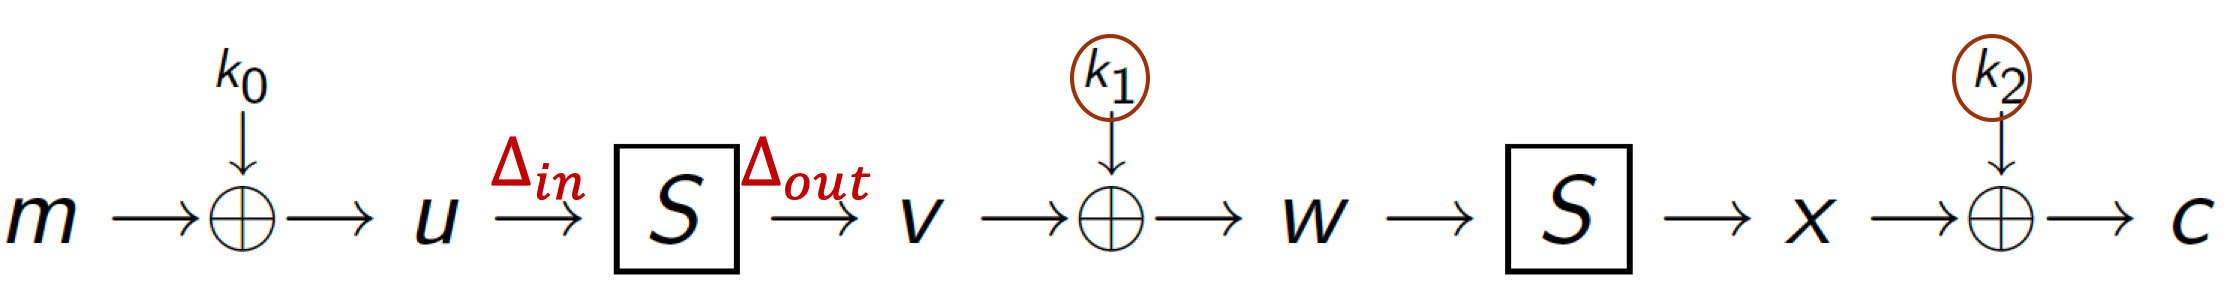 k0 k1 k2
m → ⊕ → u Δin → S Δout → v → ⊕ → w → S → x → ⊕ → c